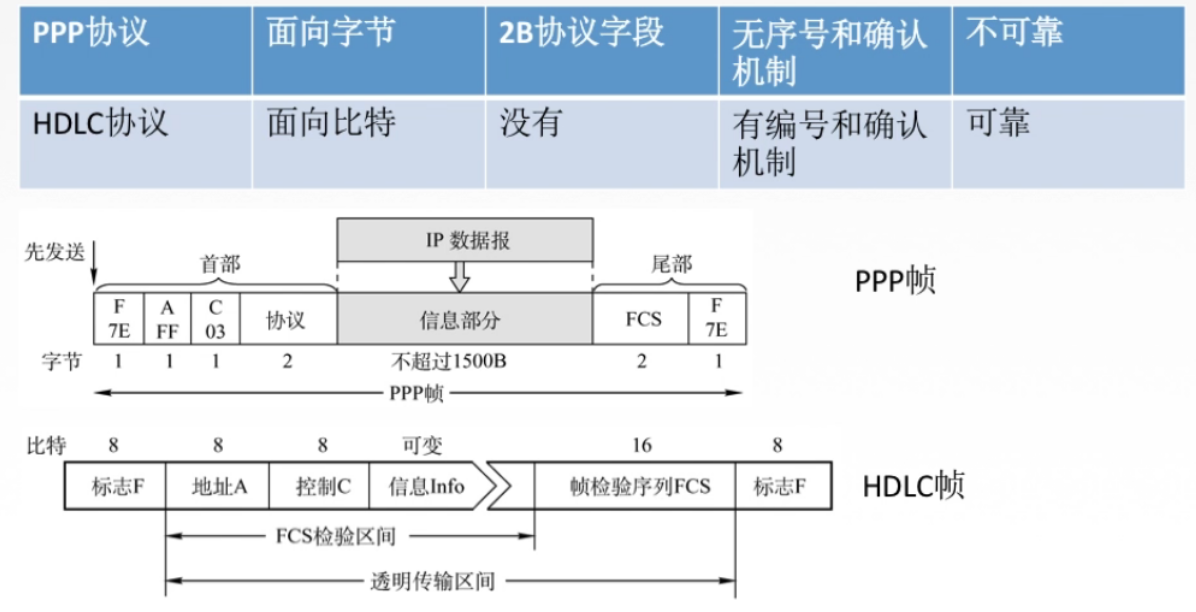 PPP协议 面向字节 2B协议字段 无序号和确认机制 不可靠
HDLC协议 面向比特 没有 有编号和确认机制 可靠
IP 数据报
先发送 首部 尾部
F 7E A FF C 03 协议 信息部分 FCS F 7E
PPP帧
字节 1 1 1 2 不超过1500B 2 1
PPP帧
比特 8 8 8 可变 16 8
标志F 地址A 控制C 信息Info 帧检验序列FCS 标志F
HDLC帧
FCS检验区间
透明传输区间